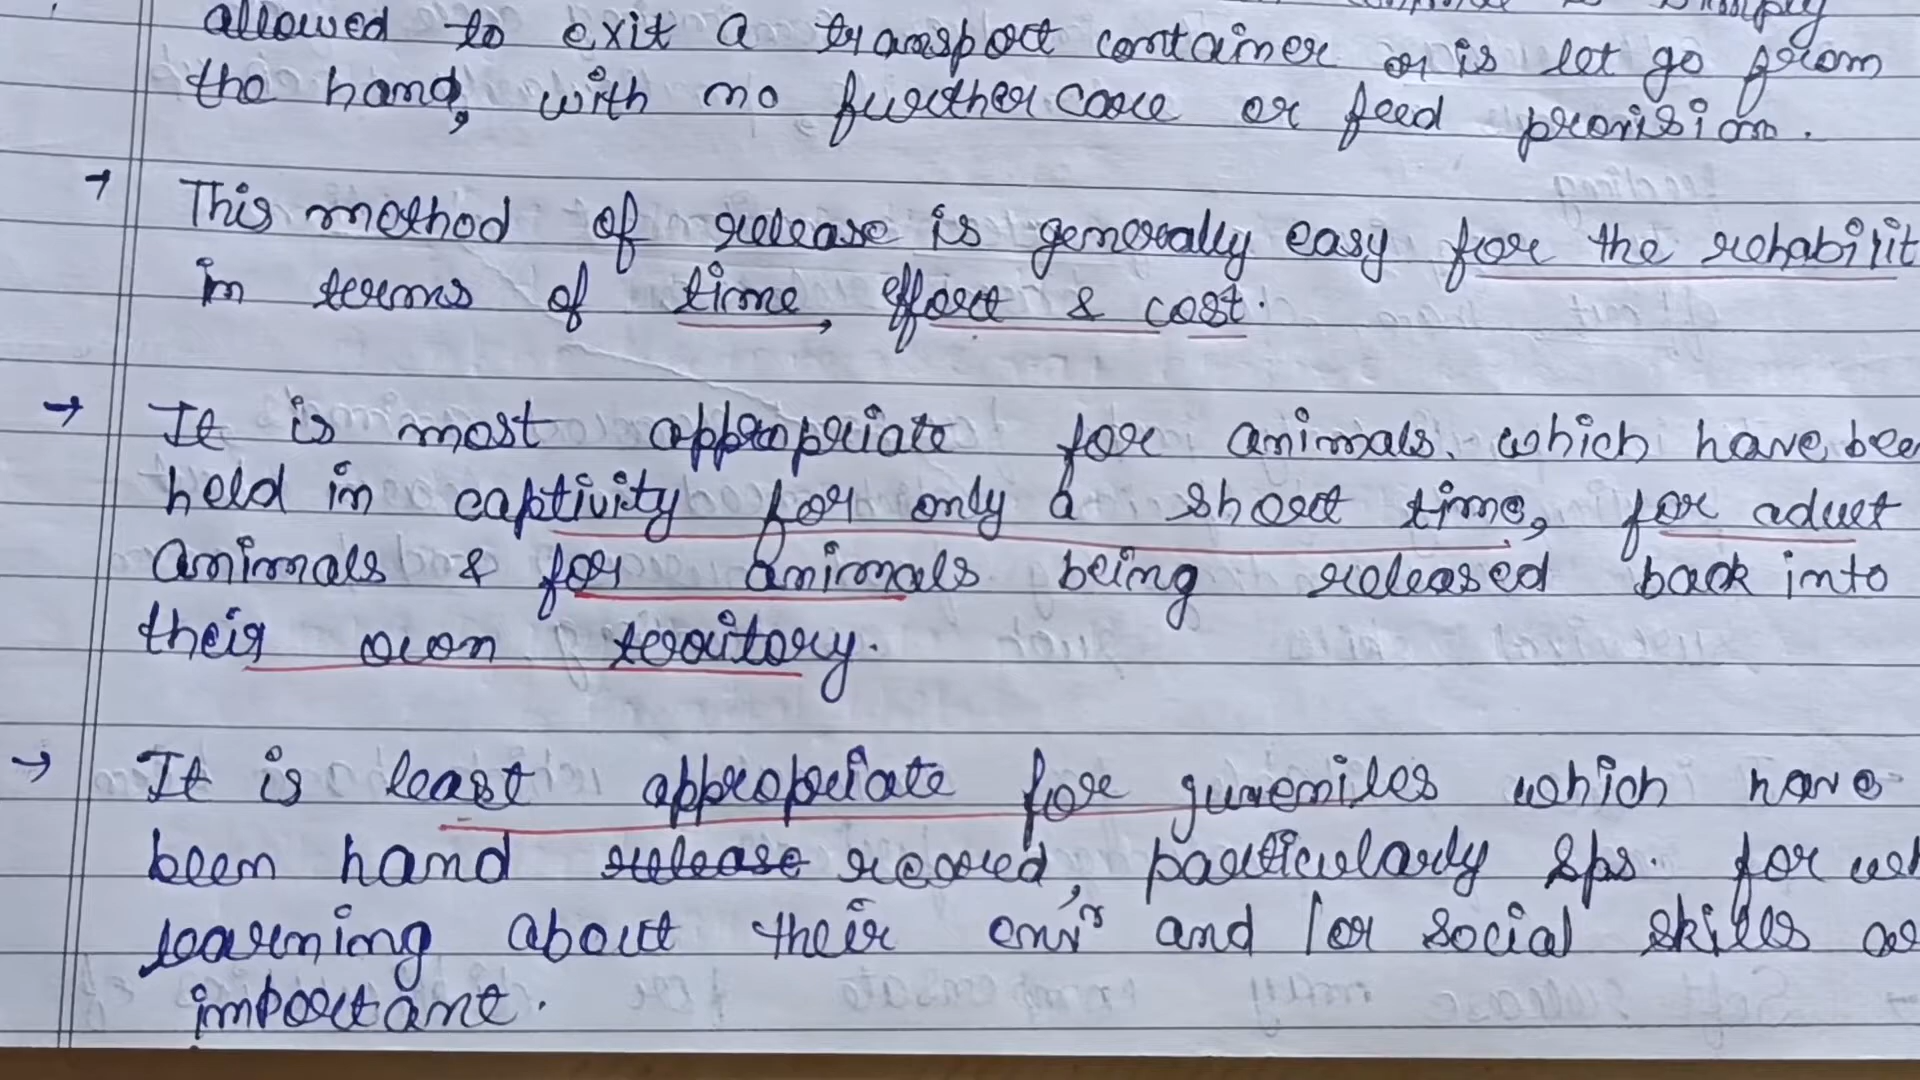 allowed to exit a transport container or is let go from
the hand, with no further care or feed provision.
→ This method of release is generally easy for the rehabilit
in terms of time, effort & cost.
→ It is most appropriate for animals which have bee
held in captivity for only a short time, for adult
animals & for animals being released back into
their own territory.
→ It is least appropriate for juveniles which have
been hand release reared, particularly sps. for wh
learning about their envir and/or social skills ar
important.